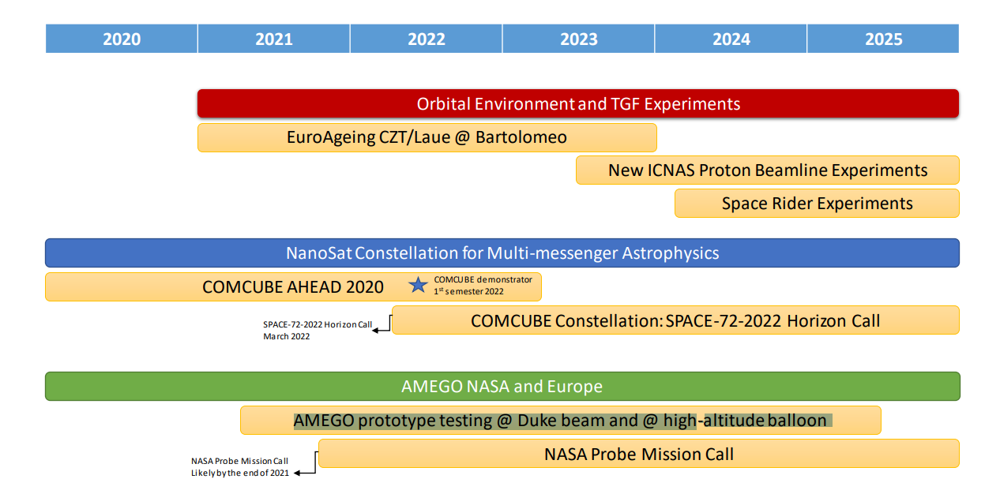 2020 2021 2022 2023 2024 2025
Orbital Environment and TGF Experiments
EuroAgeing CZT/Laue @ Bartolomeo
New ICNAS Proton Beamline Experiments
Space Rider Experiments
NanoSat Constellation for Multi-messenger Astrophysics
COMCUBE AHEAD 2020
COMCUBE demonstrator
1st semester 2022
COMCUBE Constellation: SPACE-72-2022 Horizon Call
SPACE-72-2022 Horizon Call
March 2022
AMEGO NASA and Europe
AMEGO prototype testing @ Duke beam and @ high-altitude balloon
NASA Probe Mission Call
NASA Probe Mission Call
Likely by the end of 2021